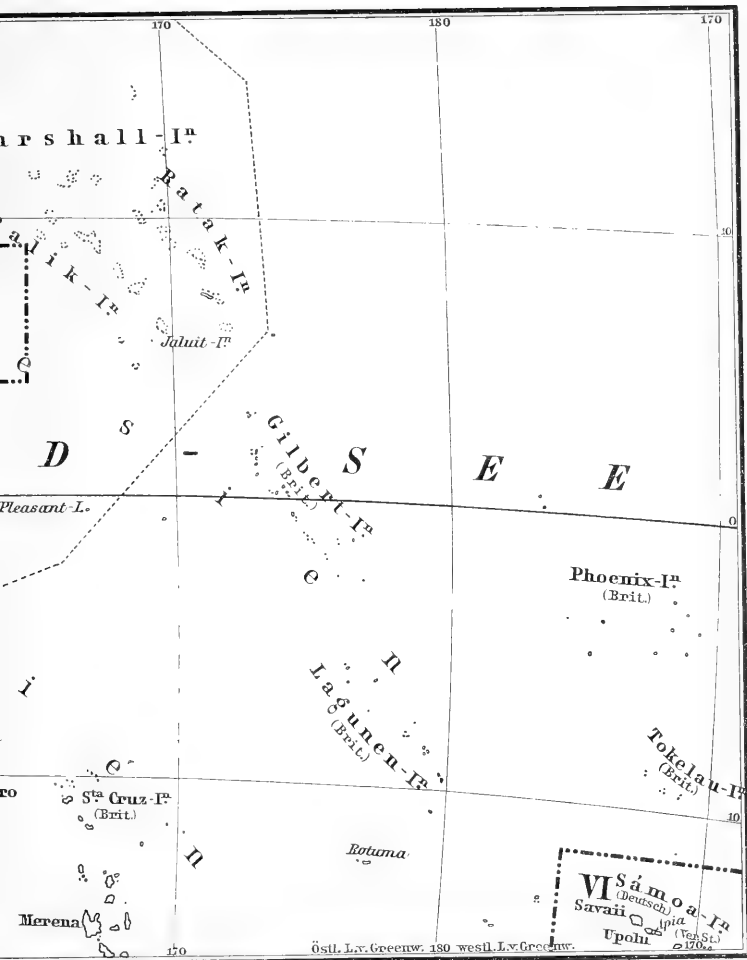 170 180 170
arshall-Iⁿ.
Ratak-Iⁿ.
alik-Iⁿ.
10
Jaluit-Iⁿ.
e
s
D - S E E
Gilbert-Iⁿ.
(Brit.)
i
Pleasant-I.
0
e
Phoenix-Iⁿ.
(Brit.)
n
i
Lagunen-Iⁿ.
(Brit.)
Tokelau-Iⁿ.
(Brit.)
e
ro
Sᵗᵃ Cruz-Iⁿ.
(Brit.)
10
n
Rotuma
VI
Sámoa-Iⁿ.
(Deutsch)
Savaii
Apia
(Ver. St.)
Merena
Upolu
170
170
Östl. L.v. Greenw. 180 westl. L.v. Greenw.